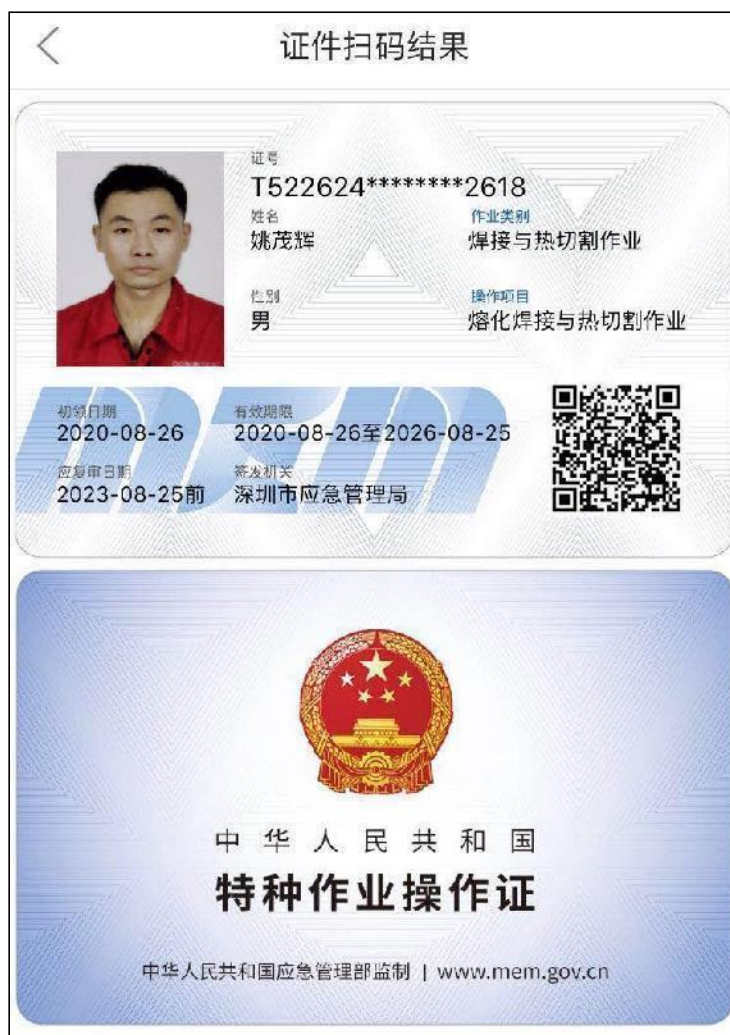 证件扫码结果
证号
T522624********2618
姓名
作业类别
姚茂辉
焊接与热切割作业
性别
操作项目
男
熔化焊接与热切割作业
初领日期
有效期限
2020-08-26
2020-08-26至2026-08-25
应复审日期
签发机关
2023-08-25前
深圳市应急管理局
中华人民共和国
特种作业操作证
中华人民共和国应急管理部监制 | www.mem.gov.cn